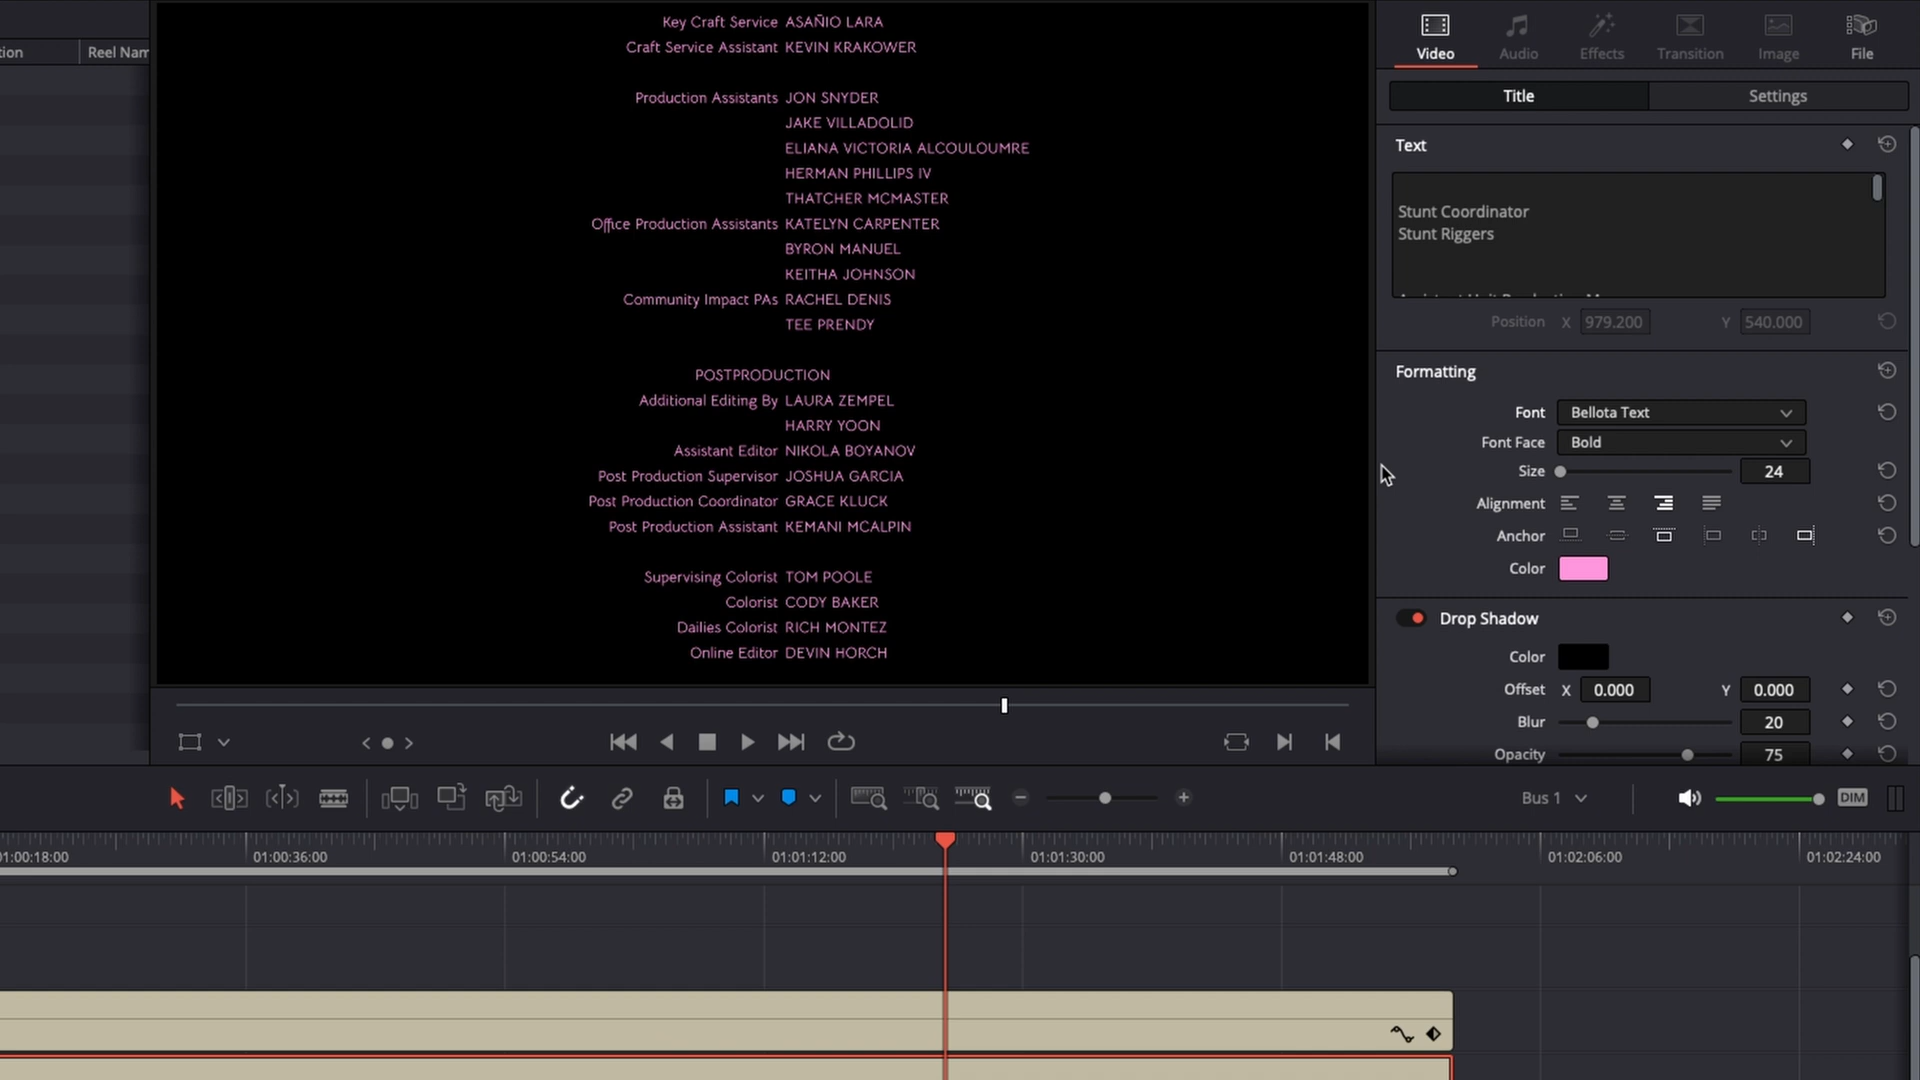 tion
Reel Nam
Key Craft Service ASAÑIO LARA
Craft Service Assistant KEVIN KRAKOWER
Production Assistants JON SNYDER
JAKE VILLADOLID
ELIANA VICTORIA ALCOULOUMRE
HERMAN PHILLIPS IV
THATCHER MCMASTER
Office Production Assistants KATELYN CARPENTER
BYRON MANUEL
KEITHA JOHNSON
Community Impact PAs RACHEL DENIS
TEE PRENDY
POSTPRODUCTION
Additional Editing By LAURA ZEMPEL
HARRY YOON
Assistant Editor NIKOLA BOYANOV
Post Production Supervisor JOSHUA GARCIA
Post Production Coordinator GRACE KLUCK
Post Production Assistant KEMANI MCALPIN
Supervising Colorist TOM POOLE
Colorist CODY BAKER
Dailies Colorist RICH MONTEZ
Online Editor DEVIN HORCH
Video Audio Effects Transition Image File
Title Settings
Text
Stunt Coordinator
Stunt Riggers
Position X 979.200 Y 540.000
Formatting
Font Bellota Text
Font Face Bold
Size 24
Alignment
Anchor
Color
Drop Shadow
Color
Offset X 0.000 Y 0.000
Blur 20
Opacity 75
Bus 1 DIM
01:00:18:00 01:00:36:00 01:00:54:00 01:01:12:00 01:01:30:00 01:01:48:00 01:02:06:00 01:02:24:00